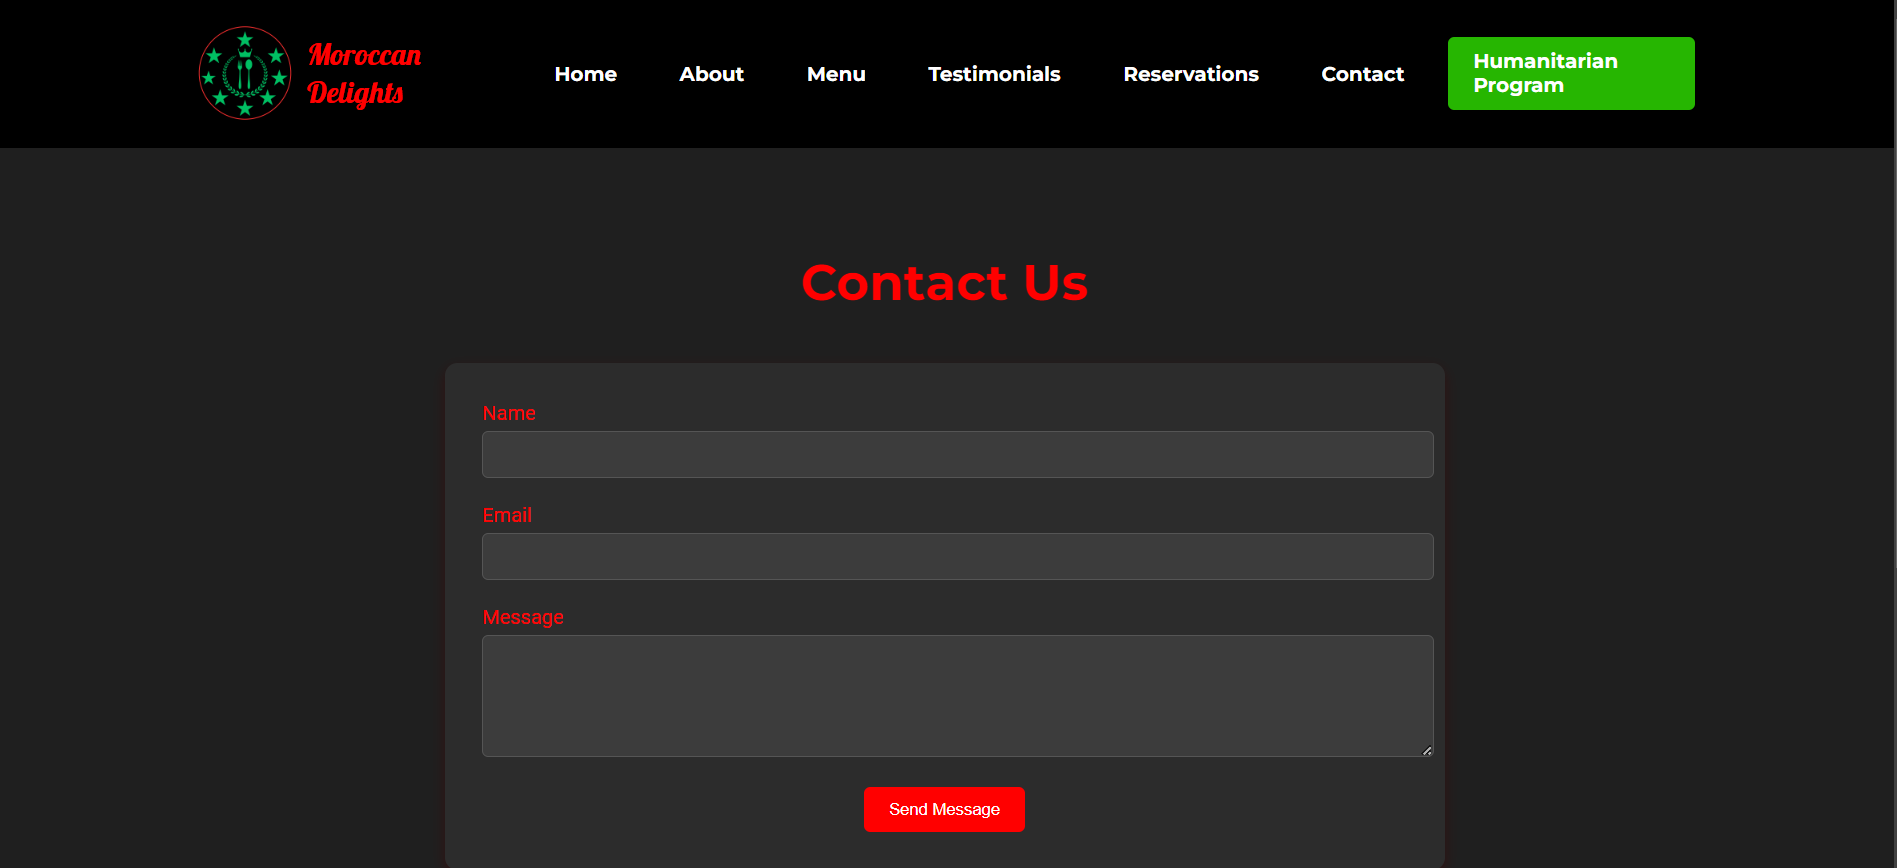 Moroccan
Delights
Home About Menu Testimonials Reservations Contact
Humanitarian
Program
Contact Us
Name
Email
Message
Send Message